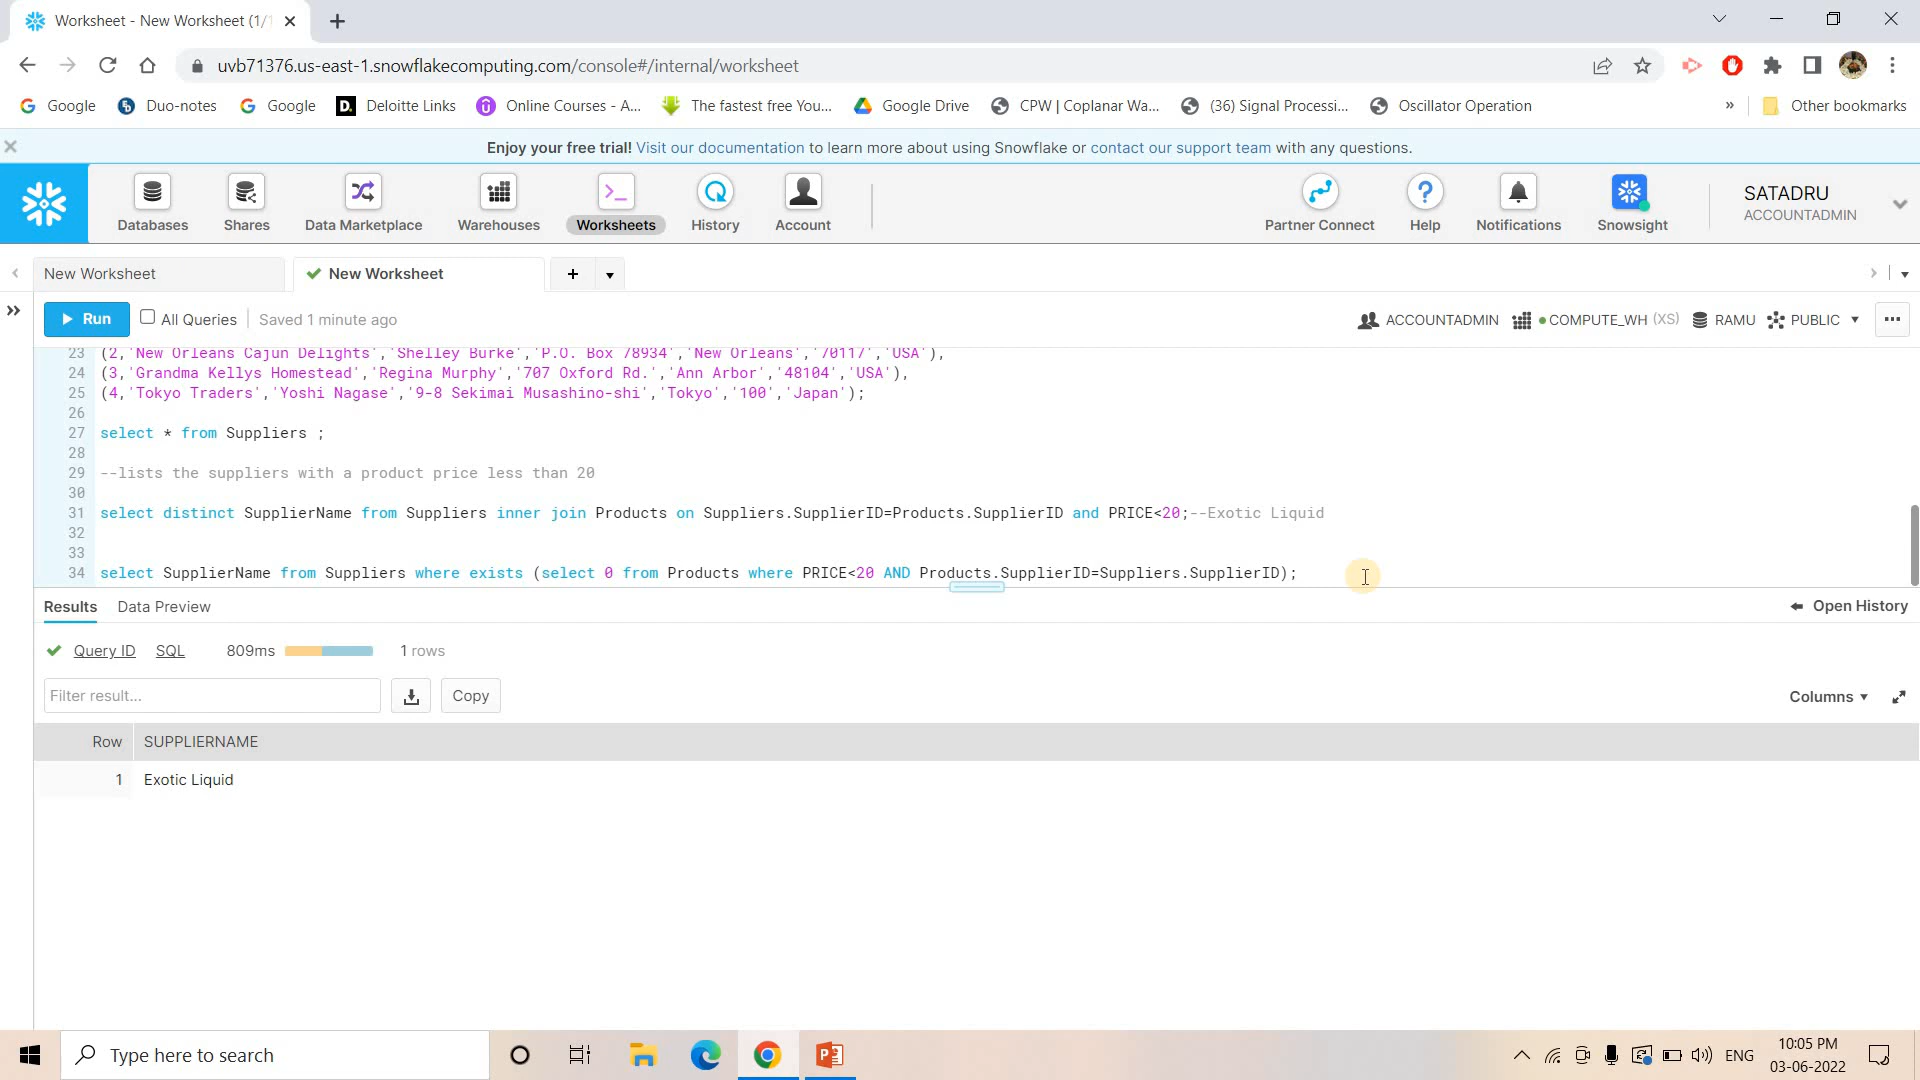 Worksheet - New Worksheet (1/1
uvb71376.us-east-1.snowflakecomputing.com/console#/internal/worksheet
Google Duo-notes Google D. Deloitte Links Online Courses - A... The fastest free You... Google Drive CPW | Coplanar Wa... (36) Signal Processi... Oscillator Operation » Other bookmarks
Enjoy your free trial! Visit our documentation to learn more about using Snowflake or contact our support team with any questions.
Databases Shares Data Marketplace Warehouses Worksheets History Account Partner Connect Help Notifications Snowsight
SATADRU
ACCOUNTADMIN
New Worksheet New Worksheet
Run All Queries Saved 1 minute ago ACCOUNTADMIN COMPUTE_WH (XS) RAMU PUBLIC
23 (2,'New Orleans Cajun Delights','Shelley Burke','P.O. Box 78934','New Orleans','70117','USA'),
24 (3,'Grandma Kellys Homestead','Regina Murphy','707 Oxford Rd.','Ann Arbor','48104','USA'),
25 (4,'Tokyo Traders','Yoshi Nagase','9-8 Sekimai Musashino-shi','Tokyo','100','Japan');
26
27 select * from Suppliers ;
28
29 --lists the suppliers with a product price less than 20
30
31 select distinct SupplierName from Suppliers inner join Products on Suppliers.SupplierID=Products.SupplierID and PRICE<20;--Exotic Liquid
32
33
34 select SupplierName from Suppliers where exists (select 0 from Products where PRICE<20 AND Products.SupplierID=Suppliers.SupplierID);
Results Data Preview Open History
Query ID SQL 809ms 1 rows
Filter result... Copy Columns
Row SUPPLIERNAME
1 Exotic Liquid
Type here to search
ENG
10:05 PM
03-06-2022